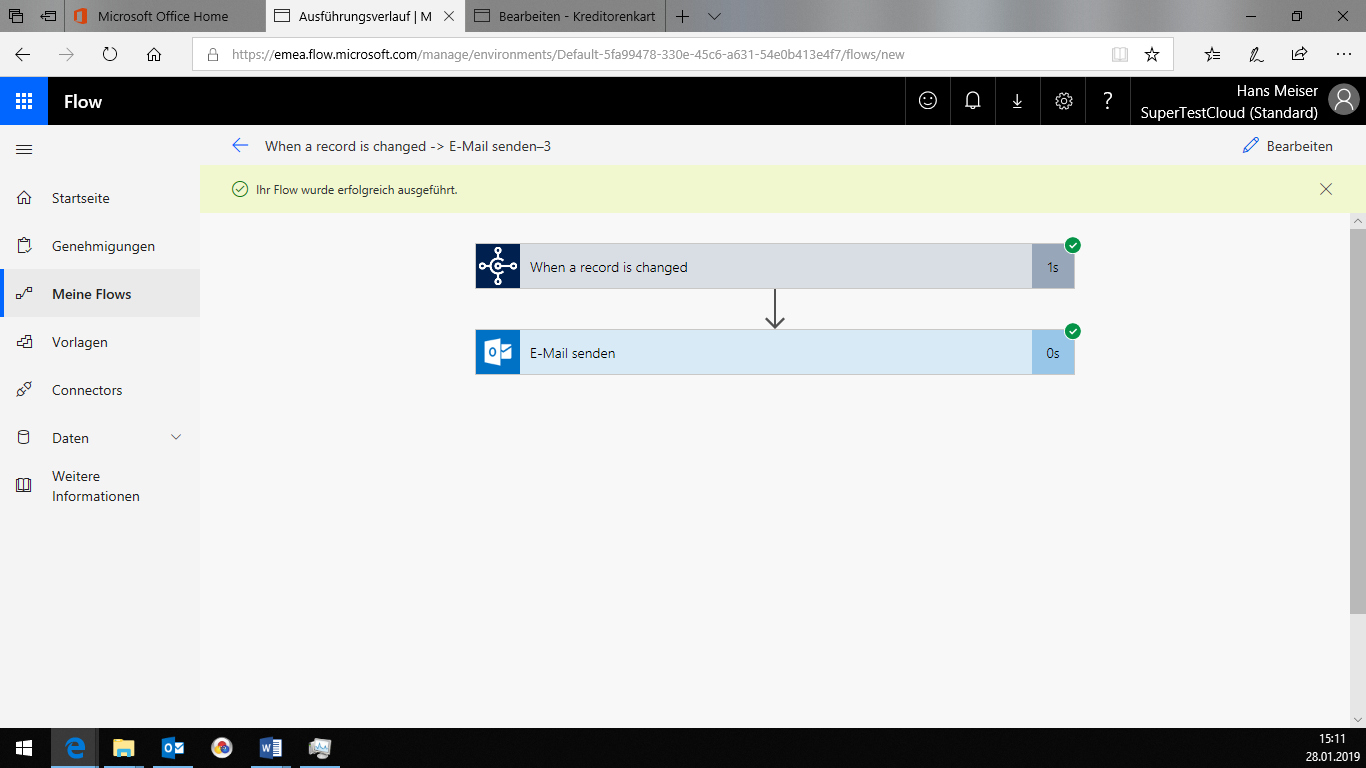 Microsoft Office Home
Ausführungsverlauf | M
Bearbeiten - Kreditorenkart
https://emea.flow.microsoft.com/manage/environments/Default-5fa99478-330e-45c6-a631-54e0b413e4f7/flows/new
Flow
?
Hans Meiser
SuperTestCloud (Standard)
When a record is changed -> E-Mail senden–3
Bearbeiten
Ihr Flow wurde erfolgreich ausgeführt.
Startseite
Genehmigungen
Meine Flows
Vorlagen
Connectors
Daten
Weitere
Informationen
When a record is changed
1s
E-Mail senden
0s
15:11
28.01.2019